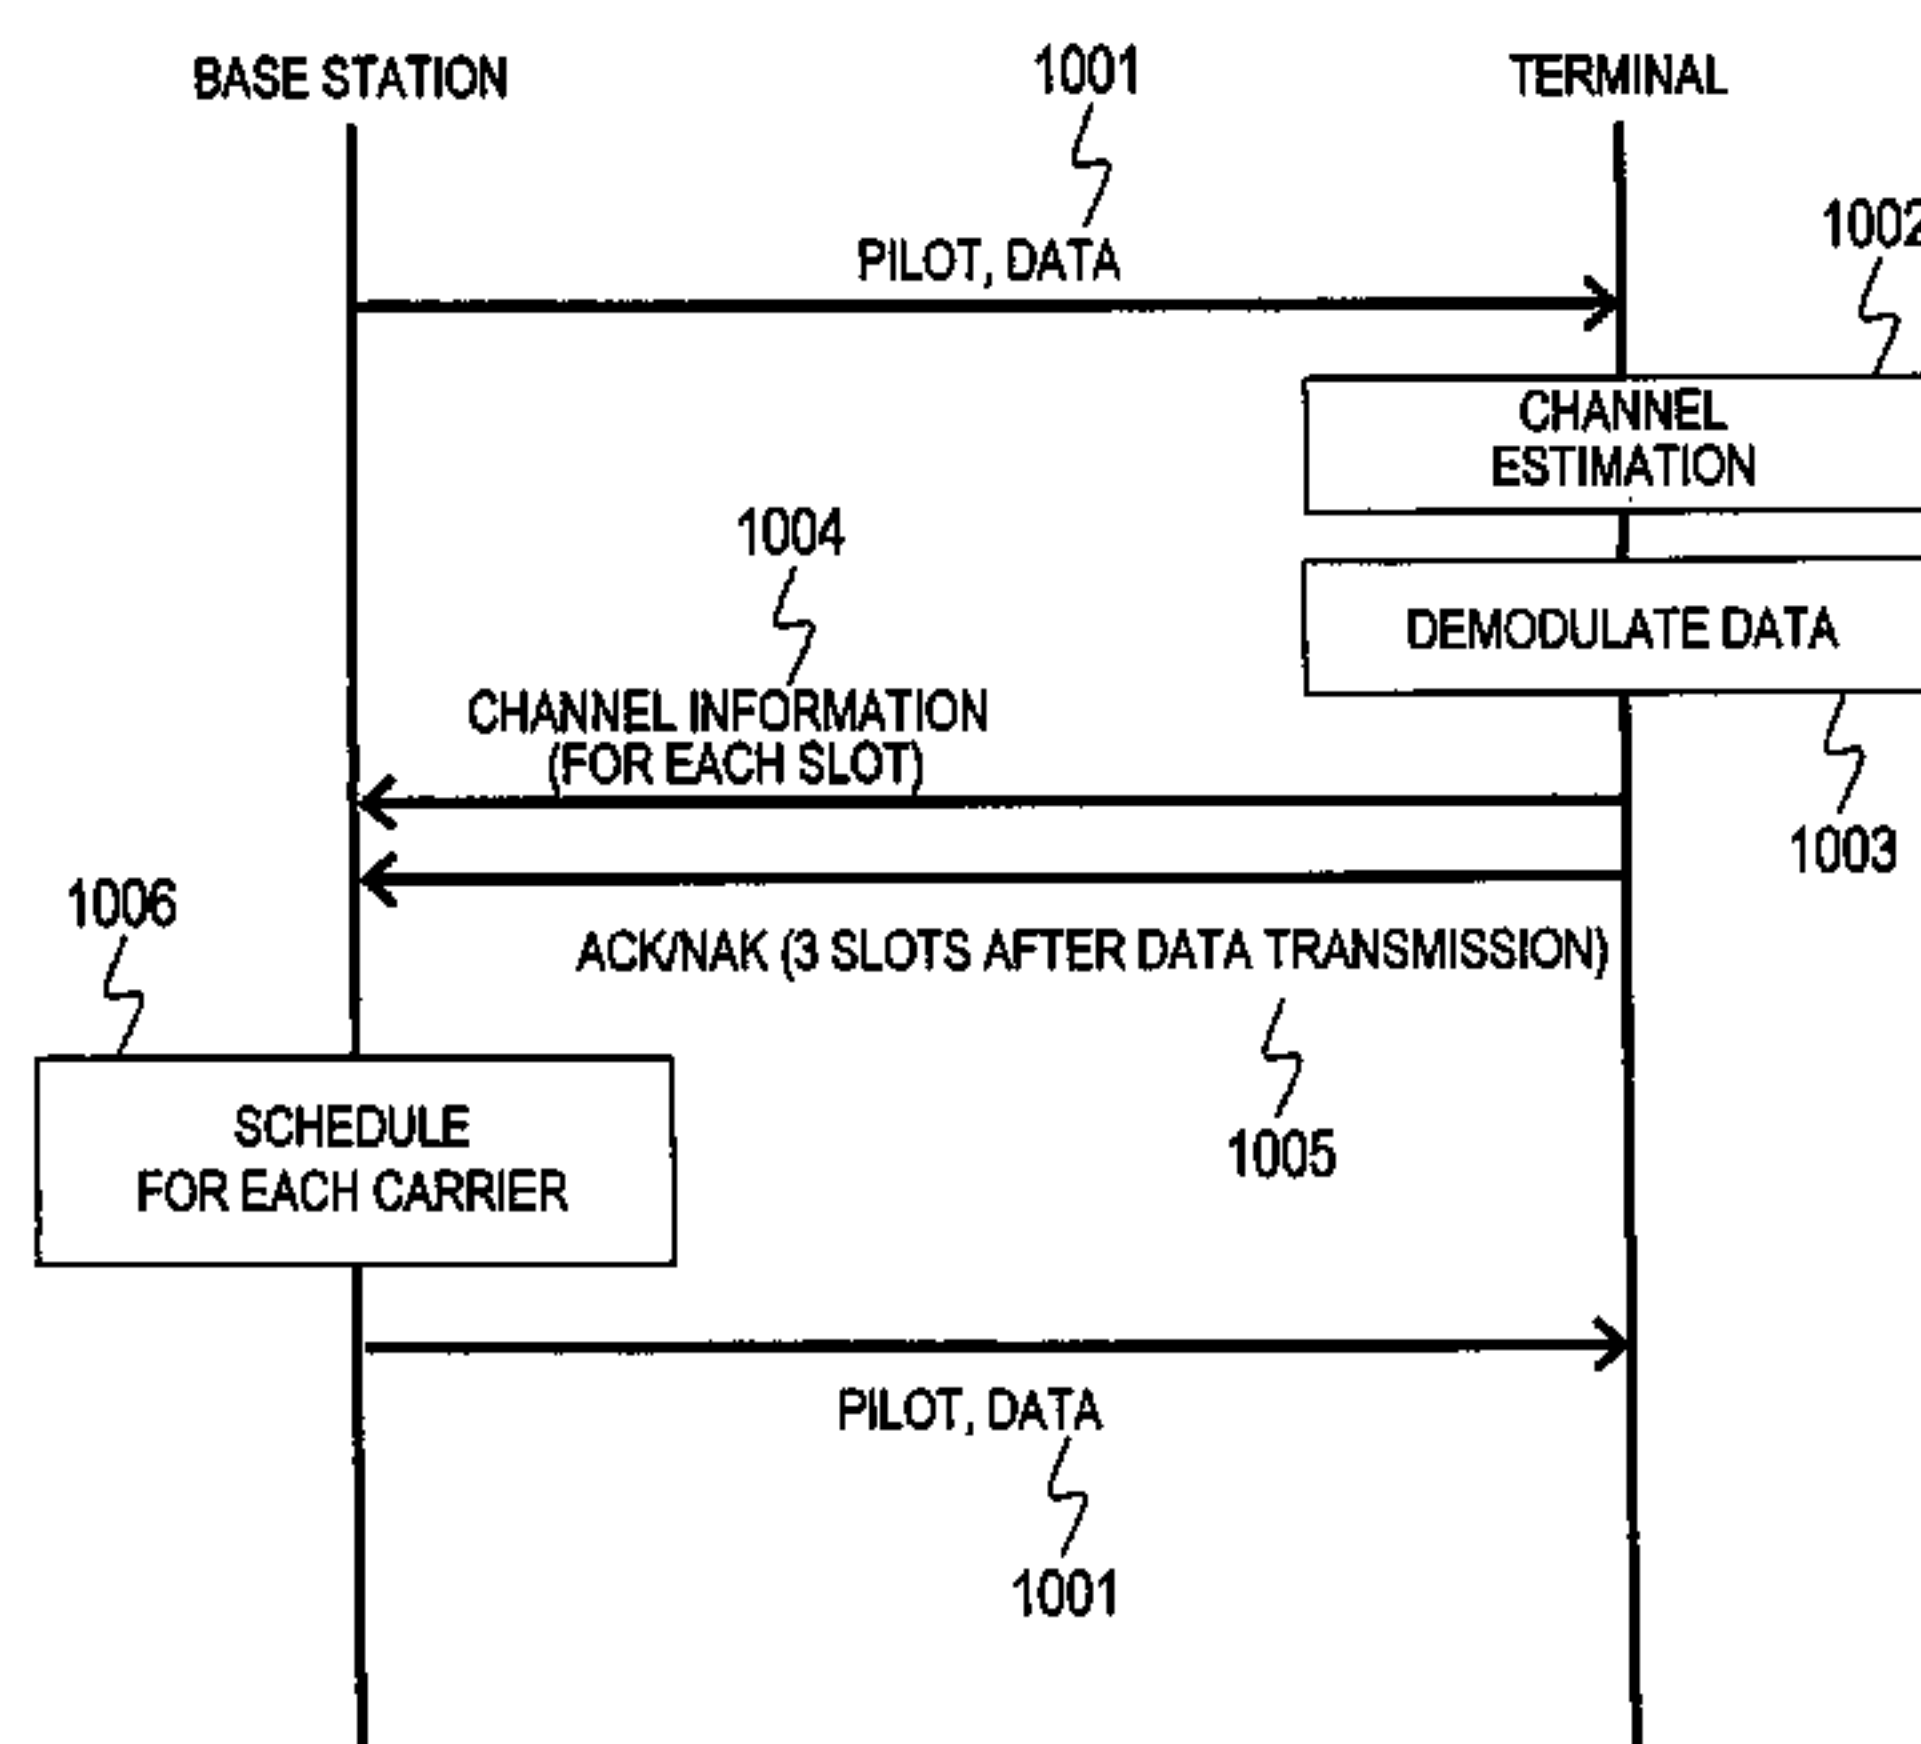 BASE STATION
1001
TERMINAL
1002
PILOT, DATA
CHANNEL
ESTIMATION
1004
DEMODULATE DATA
CHANNEL INFORMATION
(FOR EACH SLOT)
1003
1006
ACK/NAK (3 SLOTS AFTER DATA TRANSMISSION)
SCHEDULE
FOR EACH CARRIER
1005
PILOT, DATA
1001